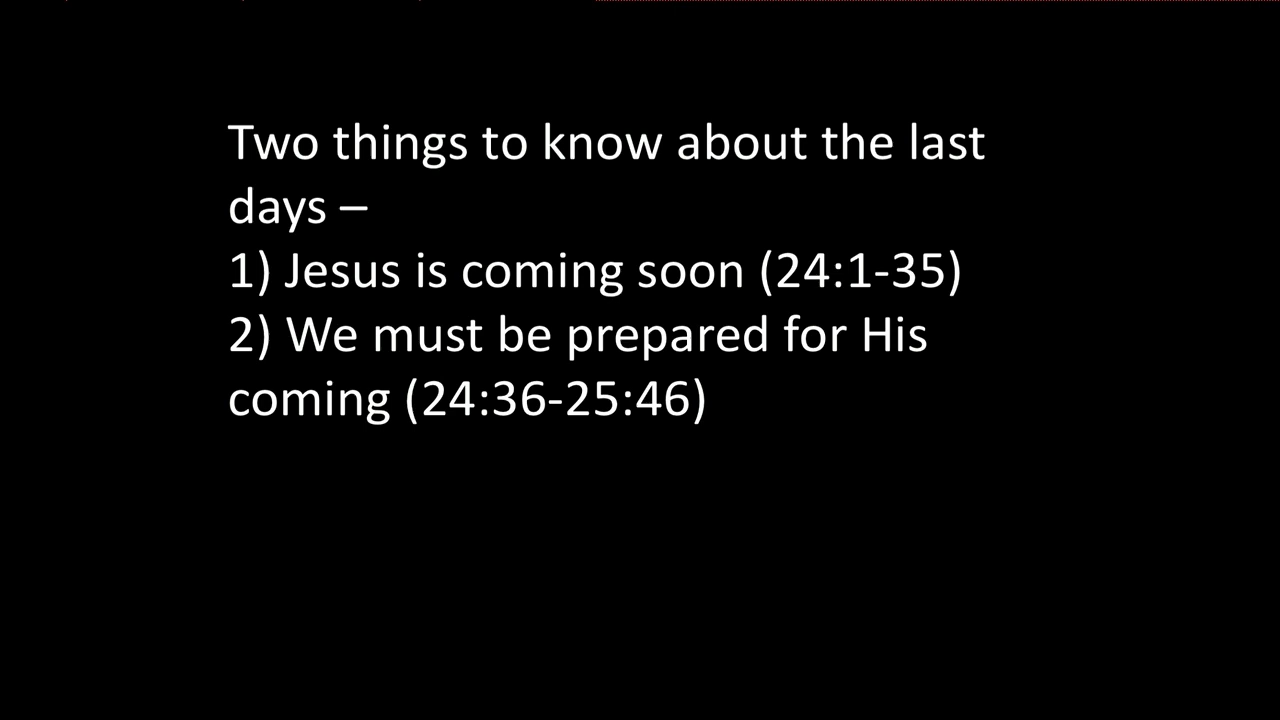 Two things to know about the last
days –
1) Jesus is coming soon (24:1-35)
2) We must be prepared for His
coming (24:36-25:46)